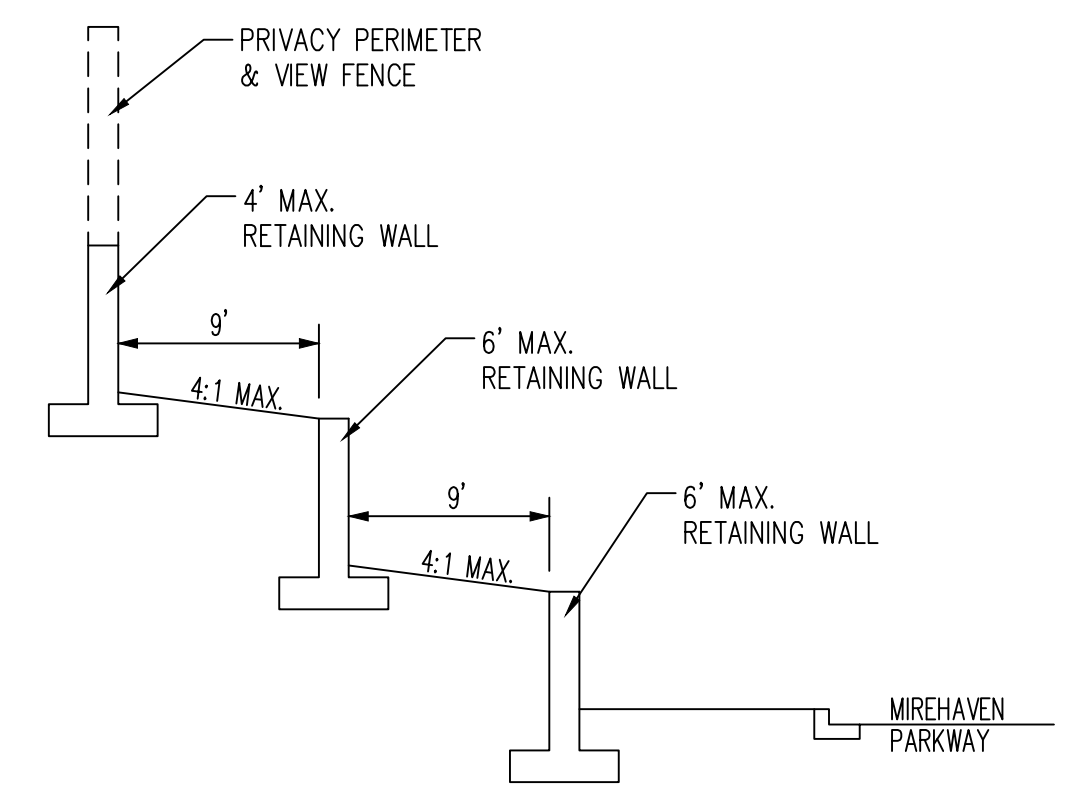 PRIVACY PERIMETER
& VIEW FENCE
4' MAX.
RETAINING WALL
9'
4:1 MAX.
6' MAX.
RETAINING WALL
9'
4:1 MAX.
6' MAX.
RETAINING WALL
MIREHAVEN
PARKWAY